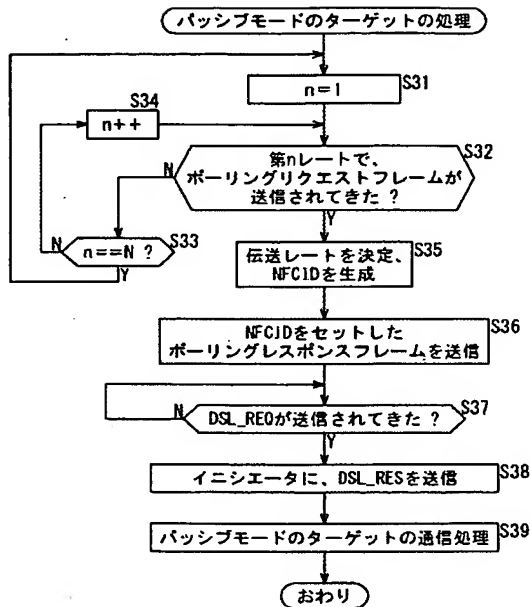 パッシブモードのターゲットの処理
n=1
S31
S34
n++
S32
第nレートで、
ポーリングリクエストフレームが
送信されてきた ?
N
Y
S33
n==N ?
N
Y
S35
伝送レートを決定、
NFCIDを生成
S36
NFCIDをセットした
ポーリングレスポンスフレームを送信
S37
DSL_REQが送信されてきた ?
N
Y
S38
イニシエータに、DSL_RESを送信
S39
パッシブモードのターゲットの通信処理
おわり